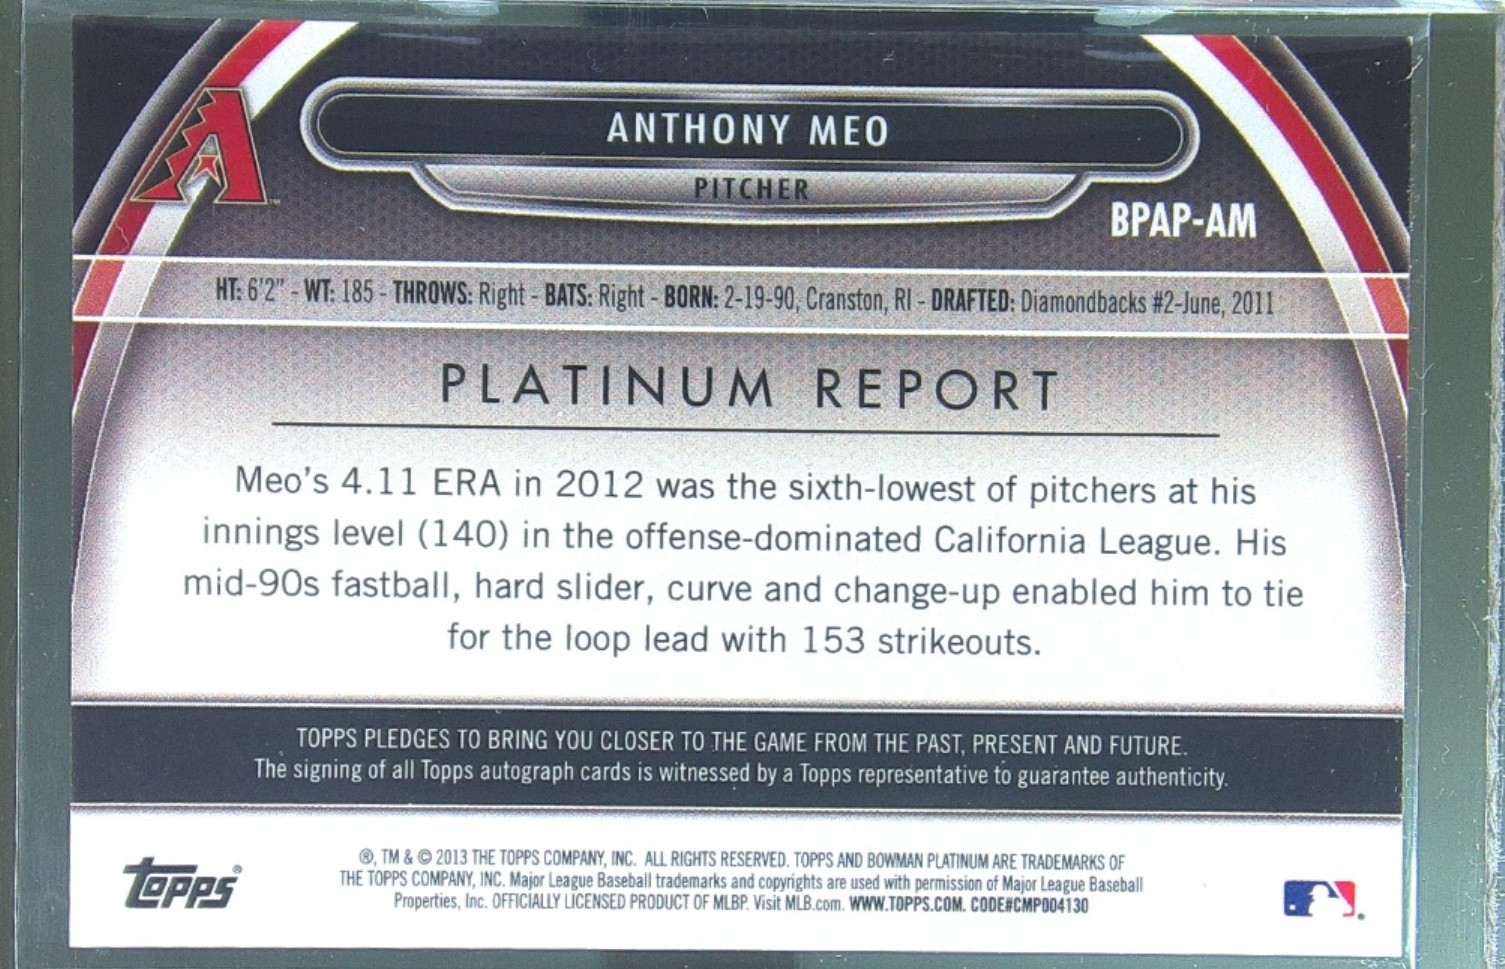 ANTHONY MEO
PITCHER
BPAP-AM
HT: 6'2" - WT: 185 - THROWS: Right - BATS: Right - BORN: 2-19-90, Cranston, RI - DRAFTED: Diamondbacks #2-June, 2011
PLATINUM REPORT
Meo's 4.11 ERA in 2012 was the sixth-lowest of pitchers at his
innings level (140) in the offense-dominated California League. His
mid-90s fastball, hard slider, curve and change-up enabled him to tie
for the loop lead with 153 strikeouts.
TOPPS PLEDGES TO BRING YOU CLOSER TO THE GAME FROM THE PAST, PRESENT AND FUTURE.
The signing of all Topps autograph cards is witnessed by a Topps representative to guarantee authenticity.
®, TM & © 2013 THE TOPPS COMPANY, INC. ALL RIGHTS RESERVED. TOPPS AND BOWMAN PLATINUM ARE TRADEMARKS OF
THE TOPPS COMPANY, INC. Major League Baseball trademarks and copyrights are used with permission of Major League Baseball
Properties, Inc. OFFICIALLY LICENSED PRODUCT OF MLBP. Visit MLB.com. WWW.TOPPS.COM. CODE#CMP004130
Topps®